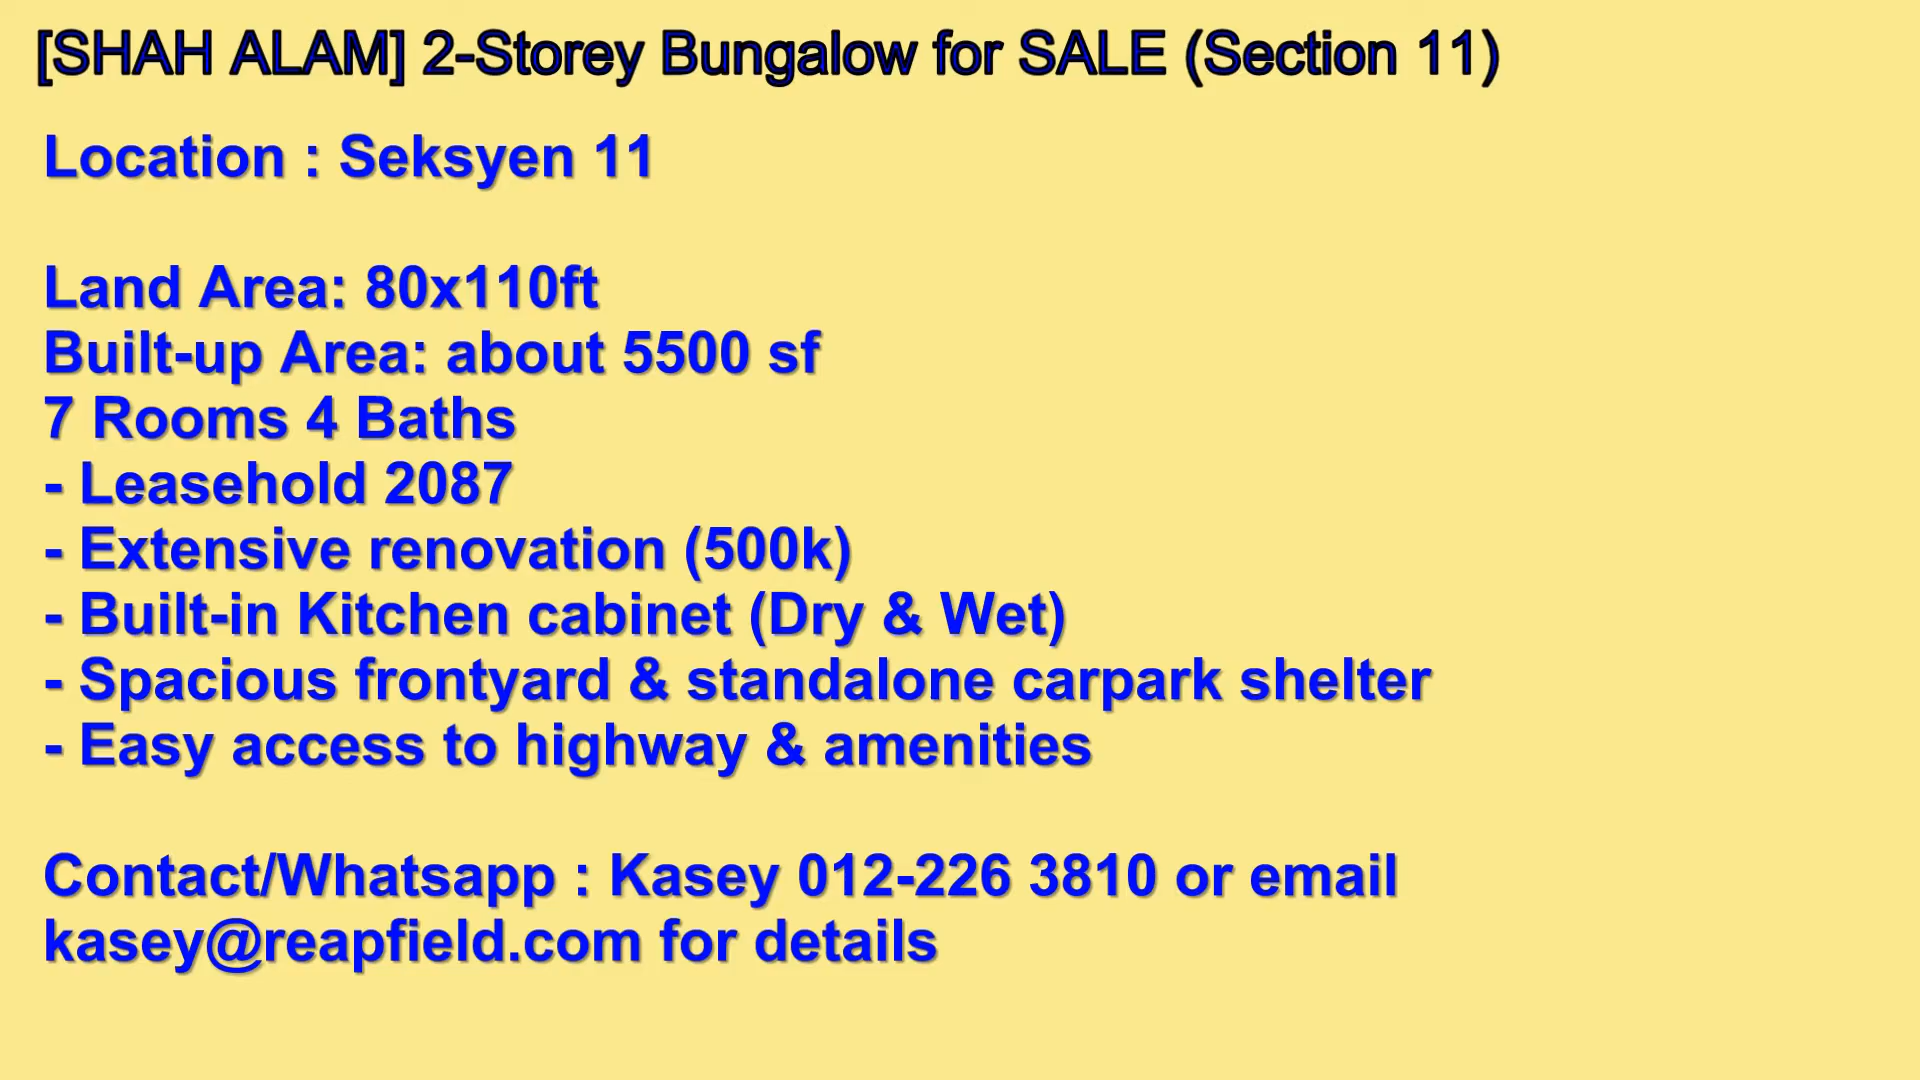 [SHAH ALAM] 2-Storey Bungalow for SALE (Section 11)
Location : Seksyen 11
Land Area: 80x110ft
Built-up Area: about 5500 sf
7 Rooms 4 Baths
- Leasehold 2087
- Extensive renovation (500k)
- Built-in Kitchen cabinet (Dry & Wet)
- Spacious frontyard & standalone carpark shelter
- Easy access to highway & amenities
Contact/Whatsapp : Kasey 012-226 3810 or email
kasey@reapfield.com for details